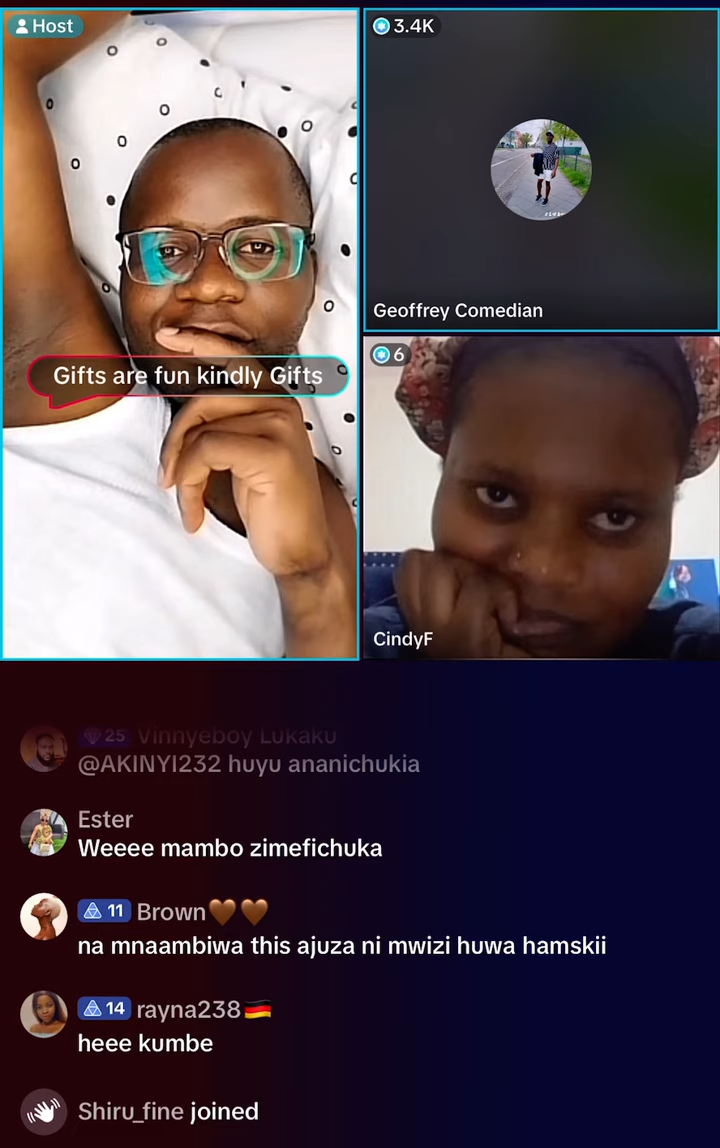 Host
3.4K
Geoffrey Comedian
Gifts are fun kindly Gifts
6
CindyF
25 Vinnyeboy Lukaku
@AKINYI232 huyu ananichukia
Ester
Weeee mambo zimefichuka
11 Brown🤎🤎
na mnaambiwa this ajuza ni mwizi huwa hamskii
14 rayna238🇩🇪
heee kumbe
Shiru_fine joined